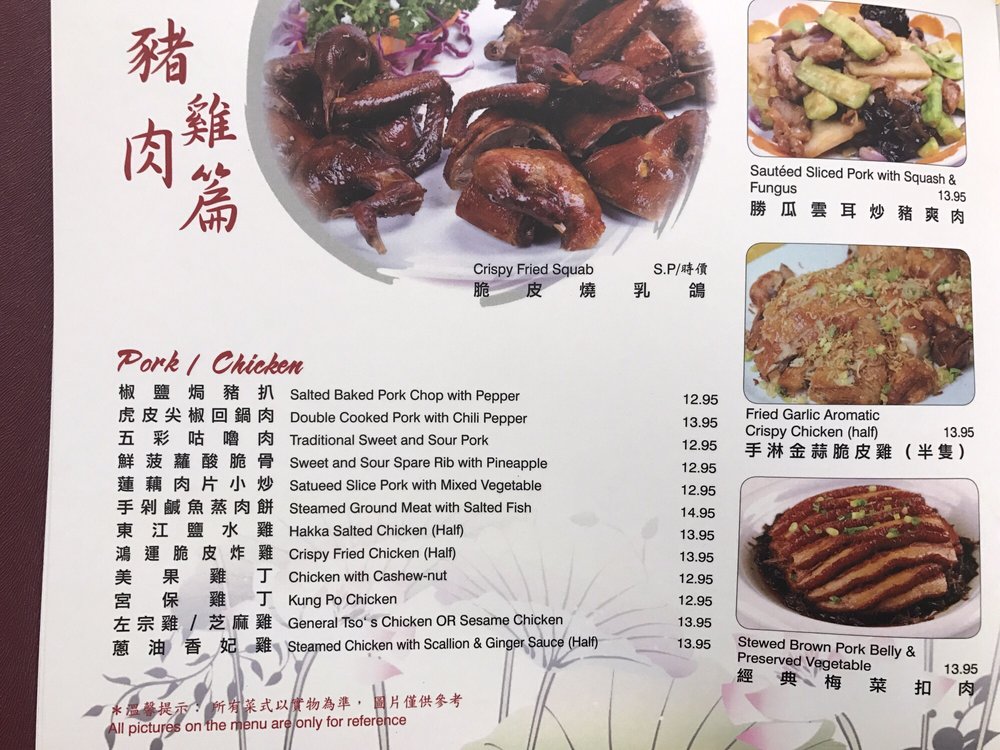 豬肉
雞篇
Crispy Fried Squab S.P/時價
脆皮燒乳鴿
Sautéed Sliced Pork with Squash &
Fungus 13.95
勝瓜雲耳炒豬爽肉
Fried Garlic Aromatic
Crispy Chicken (half) 13.95
手淋金蒜脆皮雞(半隻)
Stewed Brown Pork Belly &
Preserved Vegetable 13.95
經典梅菜扣肉
Pork / Chicken
椒鹽焗豬扒 Salted Baked Pork Chop with Pepper 12.95
虎皮尖椒回鍋肉 Double Cooked Pork with Chili Pepper 13.95
五彩咕嚕肉 Traditional Sweet and Sour Pork 12.95
鮮菠蘿酸脆骨 Sweet and Sour Spare Rib with Pineapple 12.95
蓮藕肉片小炒 Satueed Slice Pork with Mixed Vegetable 12.95
手剁鹹魚蒸肉餅 Steamed Ground Meat with Salted Fish 14.95
東江鹽水雞 Hakka Salted Chicken (Half) 13.95
鴻運脆皮炸雞 Crispy Fried Chicken (Half) 13.95
美果雞丁 Chicken with Cashew-nut 12.95
宮保雞丁 Kung Po Chicken 12.95
左宗雞/芝麻雞 General Tso's Chicken OR Sesame Chicken 13.95
蔥油香妃雞 Steamed Chicken with Scallion & Ginger Sauce (Half) 13.95
*溫馨提示: 所有菜式以實物為準, 圖片僅供參考
All pictures on the menu are only for reference